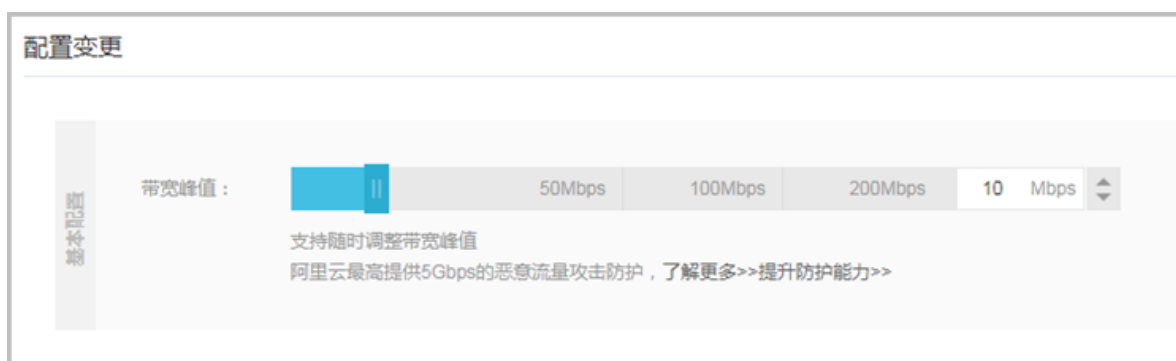 配置变更
基本配置
带宽峰值：
50Mbps
100Mbps
200Mbps
10 Mbps
支持随时调整带宽峰值
阿里云最高提供5Gbps的恶意流量攻击防护，了解更多>>提升防护能力>>